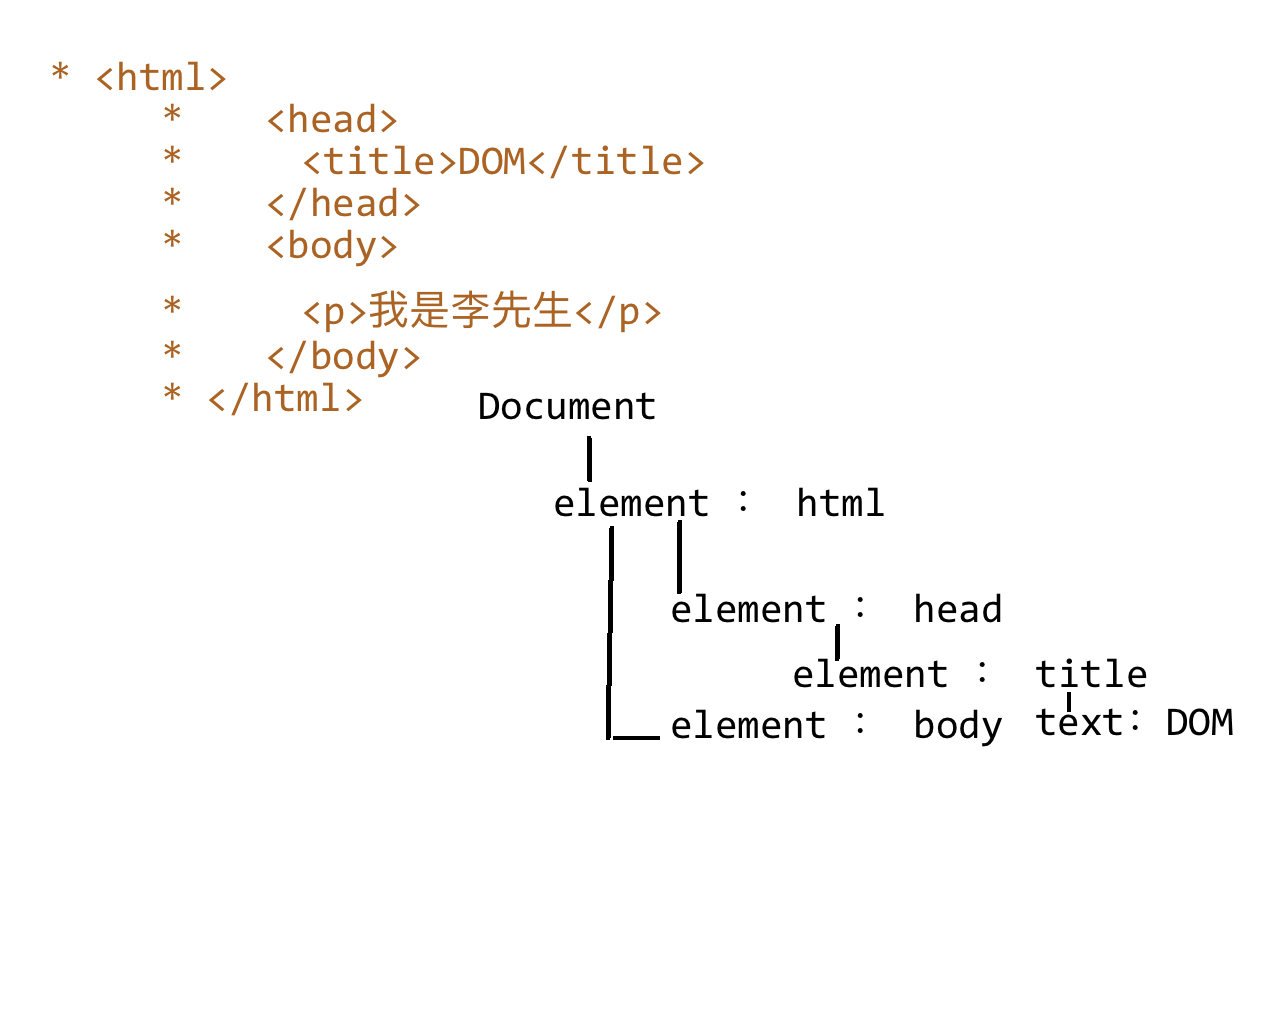 * <html>
* <head>
* <title>DOM</title>
* </head>
* <body>
* <p>我是李先生</p>
* </body>
* </html>
Document
element： html
element： head
element： title
element： body
text：DOM